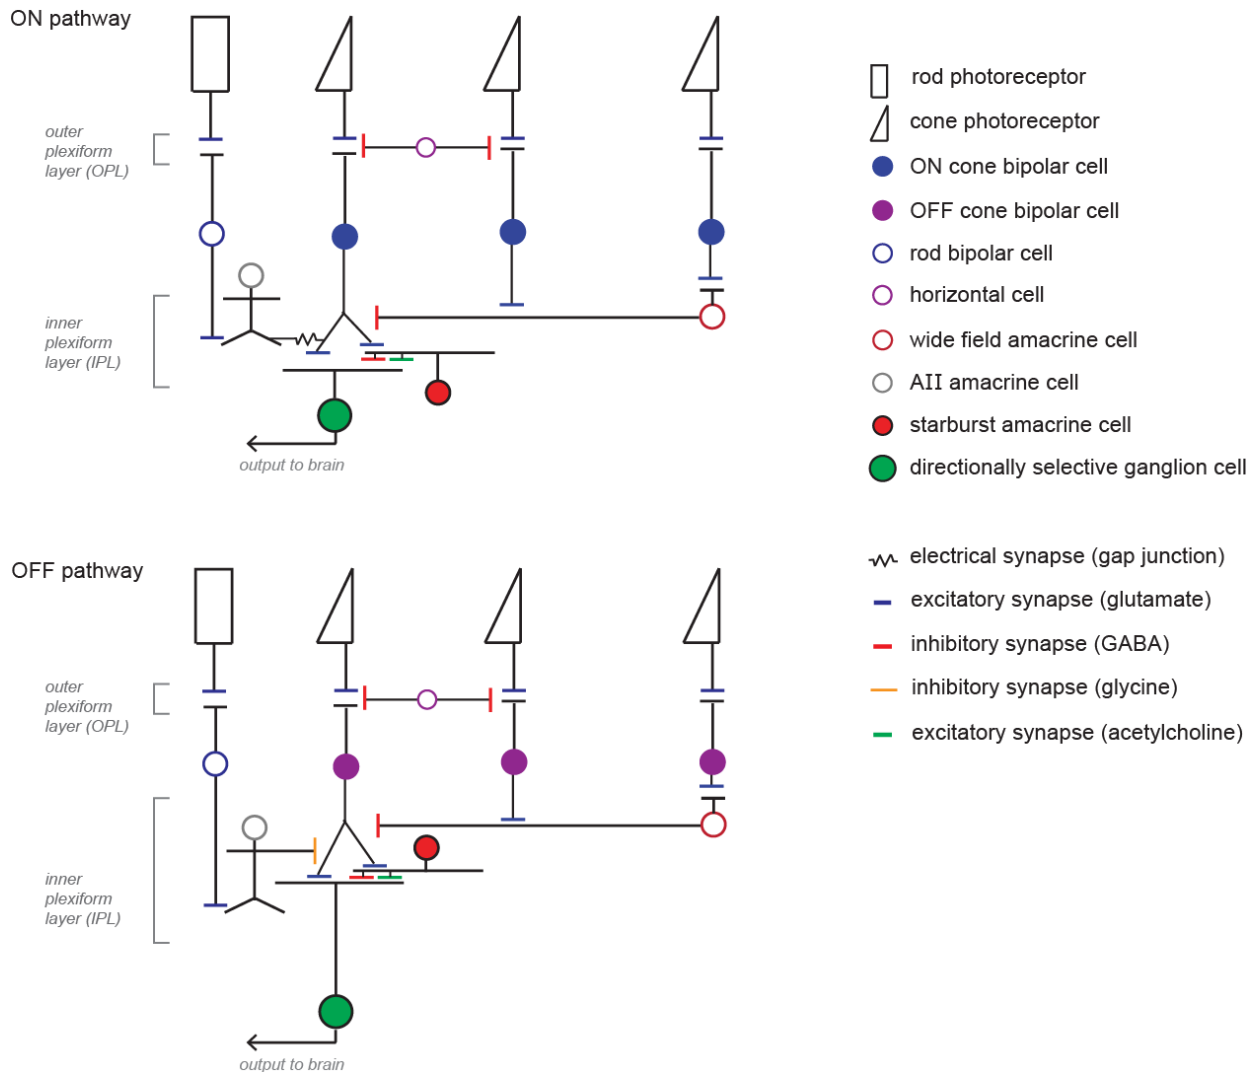 ON pathway
outer
plexiform
layer (OPL)
inner
plexiform
layer (IPL)
output to brain
rod photoreceptor
cone photoreceptor
ON cone bipolar cell
OFF cone bipolar cell
rod bipolar cell
horizontal cell
wide field amacrine cell
AII amacrine cell
starburst amacrine cell
directionally selective ganglion cell
electrical synapse (gap junction)
excitatory synapse (glutamate)
inhibitory synapse (GABA)
inhibitory synapse (glycine)
excitatory synapse (acetylcholine)
OFF pathway
outer
plexiform
layer (OPL)
inner
plexiform
layer (IPL)
output to brain